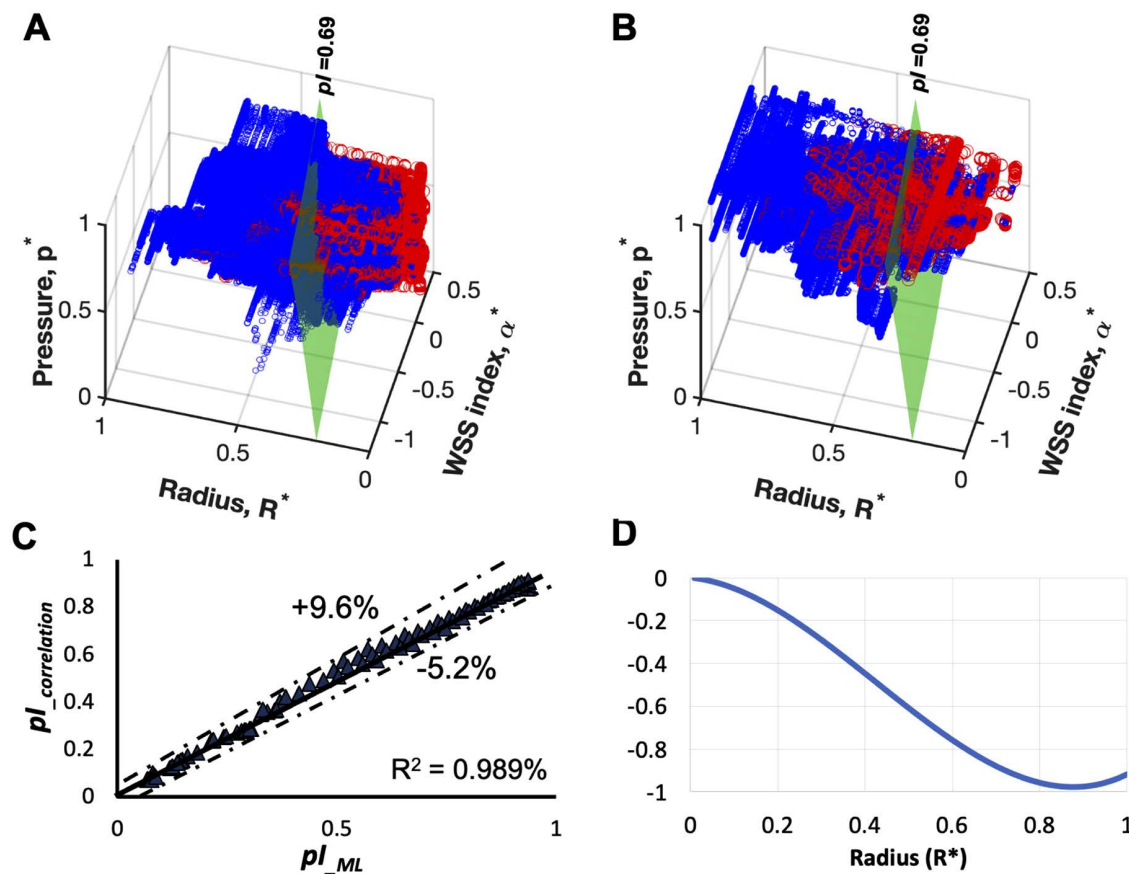 A
pI =0.69
Pressure, p*
1
0.5
0
1
0.5
0
Radius, R*
0.5
0
-0.5
-1
WSS index, α*
B
pI =0.69
Pressure, p*
1
0.5
0
1
0.5
0
Radius, R*
0.5
0
-0.5
-1
WSS index, α*
C
pI_correlation
1
0.8
0.6
0.4
0.2
0
+9.6%
-5.2%
R² = 0.989%
0
0.5
1
pI_ML
D
0
-0.2
-0.4
-0.6
-0.8
-1
0
0.2
0.4
0.6
0.8
1
Radius (R*)